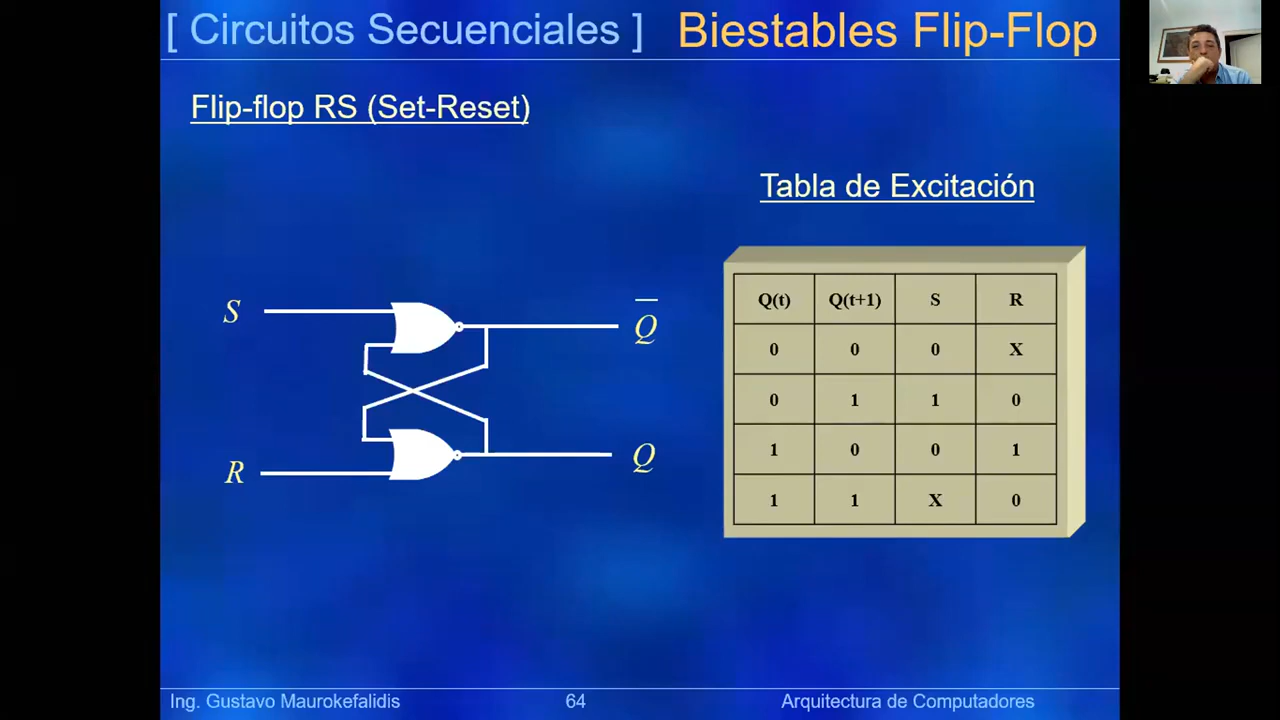 [ Circuitos Secuenciales ] Biestables Flip-Flop
Flip-flop RS (Set-Reset)
Tabla de Excitación
S
Q
R
Q
Q(t) Q(t+1) S R
0 0 0 X
0 1 1 0
1 0 0 1
1 1 X 0
Ing. Gustavo Maurokefalidis 64 Arquitectura de Computadores